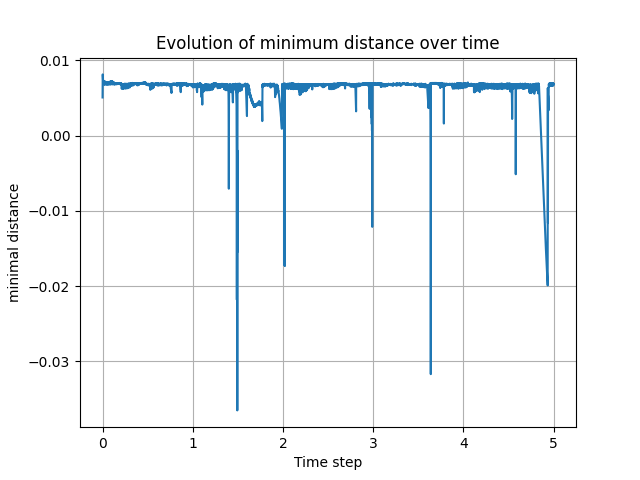 Evolution of minimum distance over time
0.01
0.00
−0.01
−0.02
−0.03
minimal distance
0 1 2 3 4 5
Time step